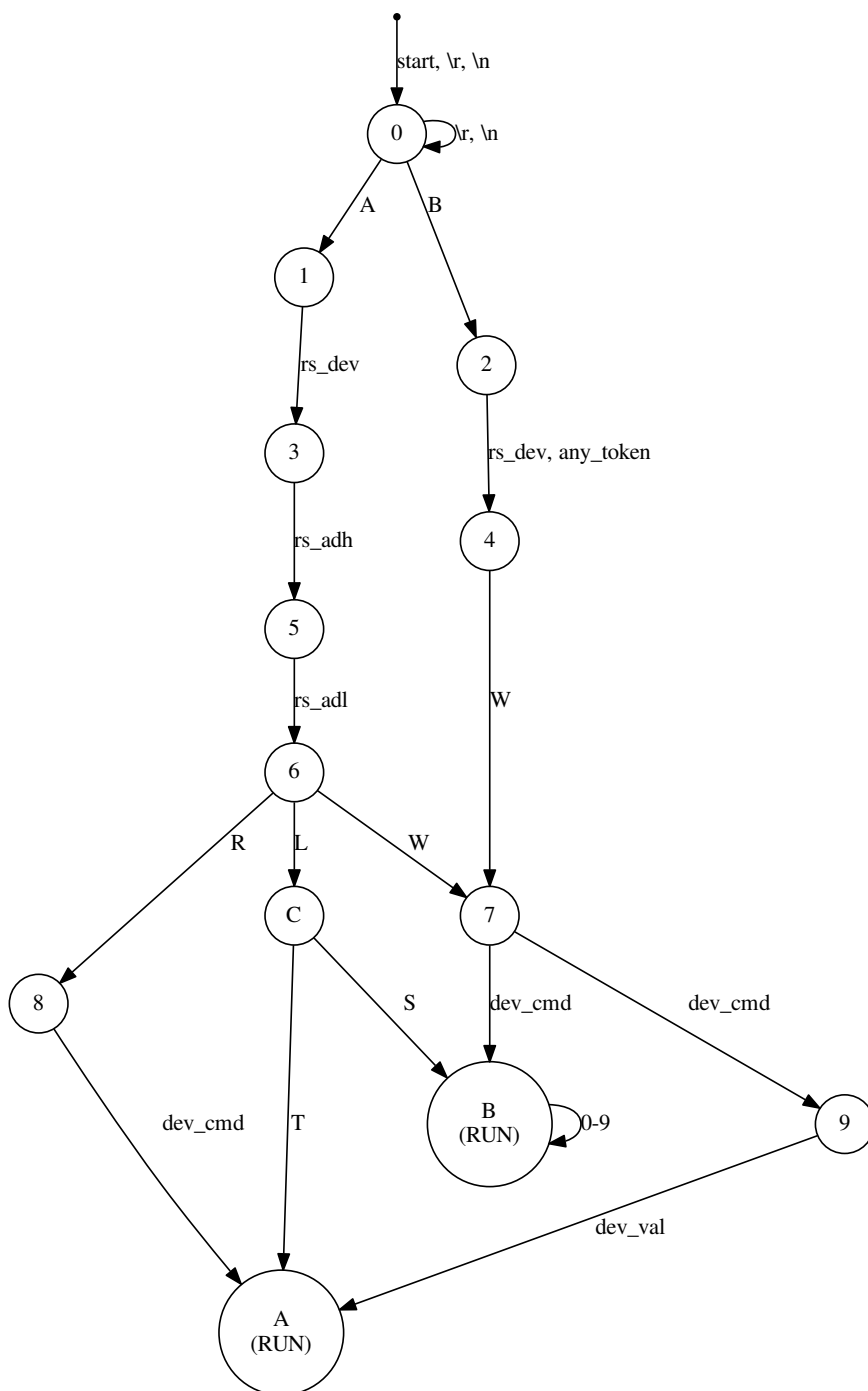 start, \r, \n
0
\r, \n
A
B
1
rs_dev
2
3
rs_dev, any_token
rs_adh
4
5
rs_adl
W
6
R
L
W
C
7
8
S
dev_cmd
dev_cmd
dev_cmd
T
B
(RUN)
0-9
9
dev_val
A
(RUN)